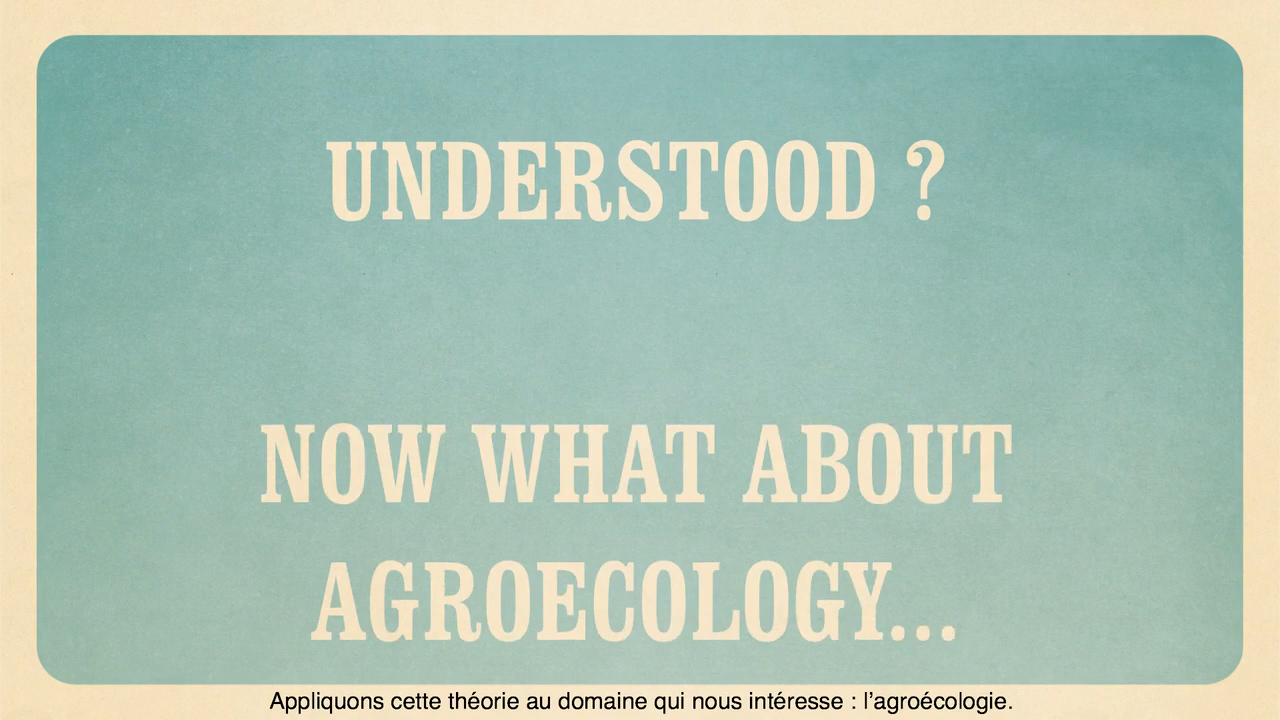 UNDERSTOOD ?
NOW WHAT ABOUT
AGROECOLOGY...
Appliquons cette théorie au domaine qui nous intéresse : l’agroécologie.